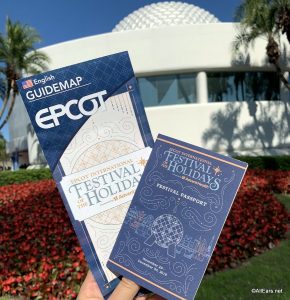 English
GUIDEMAP
EPCOT
EPCOT INTERNATIONAL
FESTIVAL
OF THE
HOLIDAYS
EPCOT INTERNATIONAL
FESTIVAL
OF THE
HOLIDAYS
FESTIVAL PASSPORT
©AllEars.net